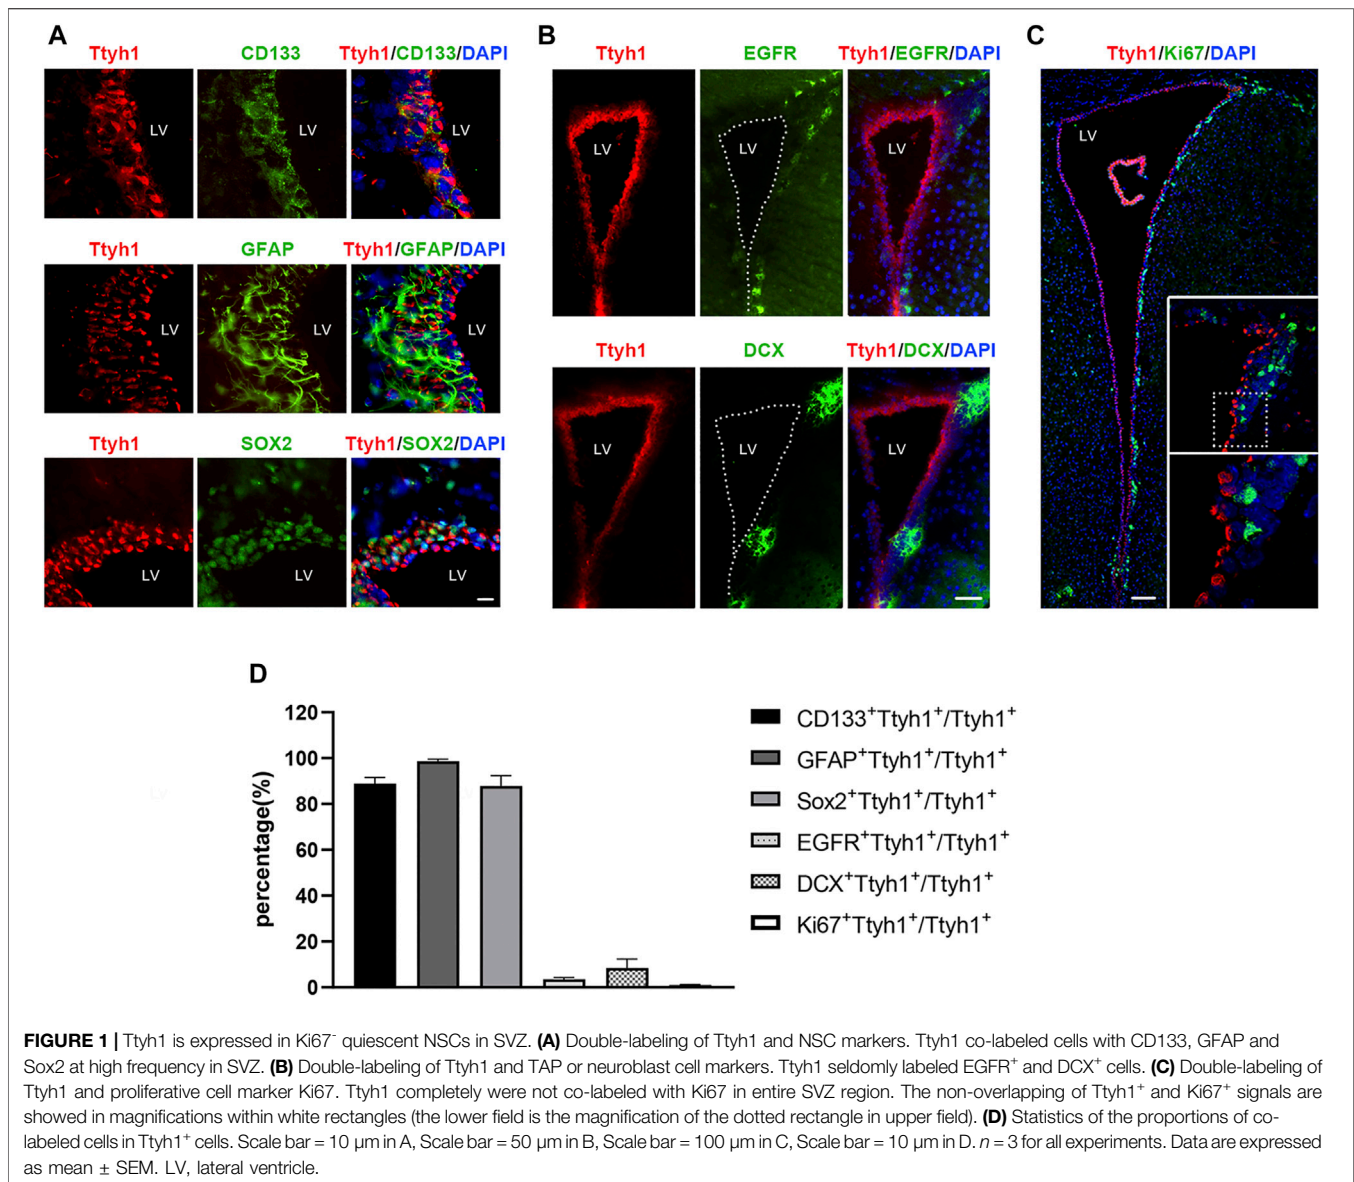 A
B
C
Ttyh1 CD133 Ttyh1/CD133/DAPI
LV LV LV
Ttyh1 GFAP Ttyh1/GFAP/DAPI
LV LV LV
Ttyh1 SOX2 Ttyh1/SOX2/DAPI
LV LV LV
Ttyh1 EGFR Ttyh1/EGFR/DAPI
LV LV LV
Ttyh1 DCX Ttyh1/DCX/DAPI
LV LV LV
Ttyh1/Ki67/DAPI
LV
D
percentage(%)
120
100
80
60
40
20
0
CD133⁺Ttyh1⁺/Ttyh1⁺
GFAP⁺Ttyh1⁺/Ttyh1⁺
Sox2⁺Ttyh1⁺/Ttyh1⁺
EGFR⁺Ttyh1⁺/Ttyh1⁺
DCX⁺Ttyh1⁺/Ttyh1⁺
Ki67⁺Ttyh1⁺/Ttyh1⁺
FIGURE 1 | Ttyh1 is expressed in Ki67⁻ quiescent NSCs in SVZ. (A) Double-labeling of Ttyh1 and NSC markers. Ttyh1 co-labeled cells with CD133, GFAP and
Sox2 at high frequency in SVZ. (B) Double-labeling of Ttyh1 and TAP or neuroblast cell markers. Ttyh1 seldomly labeled EGFR⁺ and DCX⁺ cells. (C) Double-labeling of
Ttyh1 and proliferative cell marker Ki67. Ttyh1 completely were not co-labeled with Ki67 in entire SVZ region. The non-overlapping of Ttyh1⁺ and Ki67⁺ signals are
showed in magnifications within white rectangles (the lower field is the magnification of the dotted rectangle in upper field). (D) Statistics of the proportions of co-
labeled cells in Ttyh1⁺ cells. Scale bar = 10 μm in A, Scale bar = 50 μm in B, Scale bar = 100 μm in C, Scale bar = 10 μm in D. n = 3 for all experiments. Data are expressed
as mean ± SEM. LV, lateral ventricle.